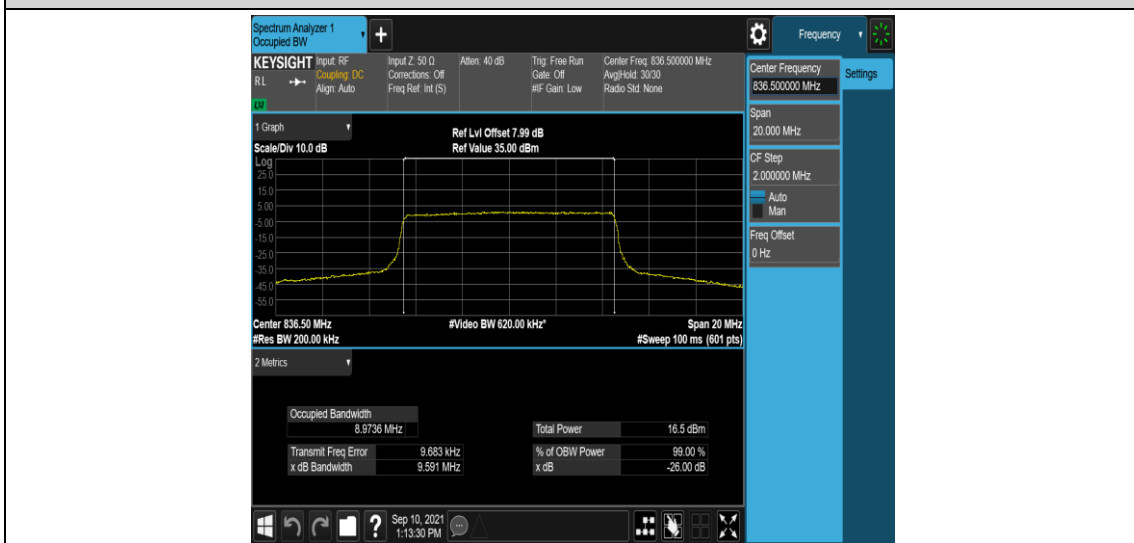 Spectrum Analyzer 1
Occupied BW
+
Frequency
KEYSIGHT
RL
LXI
Input: RF
Coupling: DC
Align: Auto
Input Z: 50 Ω
Corrections: Off
Freq Ref: Int (S)
Atten: 40 dB
Trig: Free Run
Gate: Off
#IF Gain: Low
Center Freq: 836.500000 MHz
Avg|Hold: 30/30
Radio Std: None
Center Frequency
836.500000 MHz
Settings
Span
20.000 MHz
CF Step
2.000000 MHz
Auto
Man
Freq Offset
0 Hz
1 Graph
Scale/Div 10.0 dB
Ref Lvl Offset 7.99 dB
Ref Value 35.00 dBm
Log
25.0
15.0
5.00
-5.00
-15.0
-25.0
-35.0
-45.0
-55.0
Center 836.50 MHz
#Res BW 200.00 kHz
#Video BW 620.00 kHz*
Span 20 MHz
#Sweep 100 ms (601 pts)
2 Metrics
Occupied Bandwidth
8.9736 MHz
Total Power 16.5 dBm
Transmit Freq Error 9.683 kHz
% of OBW Power 99.00 %
x dB Bandwidth 9.591 MHz
x dB -26.00 dB
?
Sep 10, 2021
1:13:30 PM